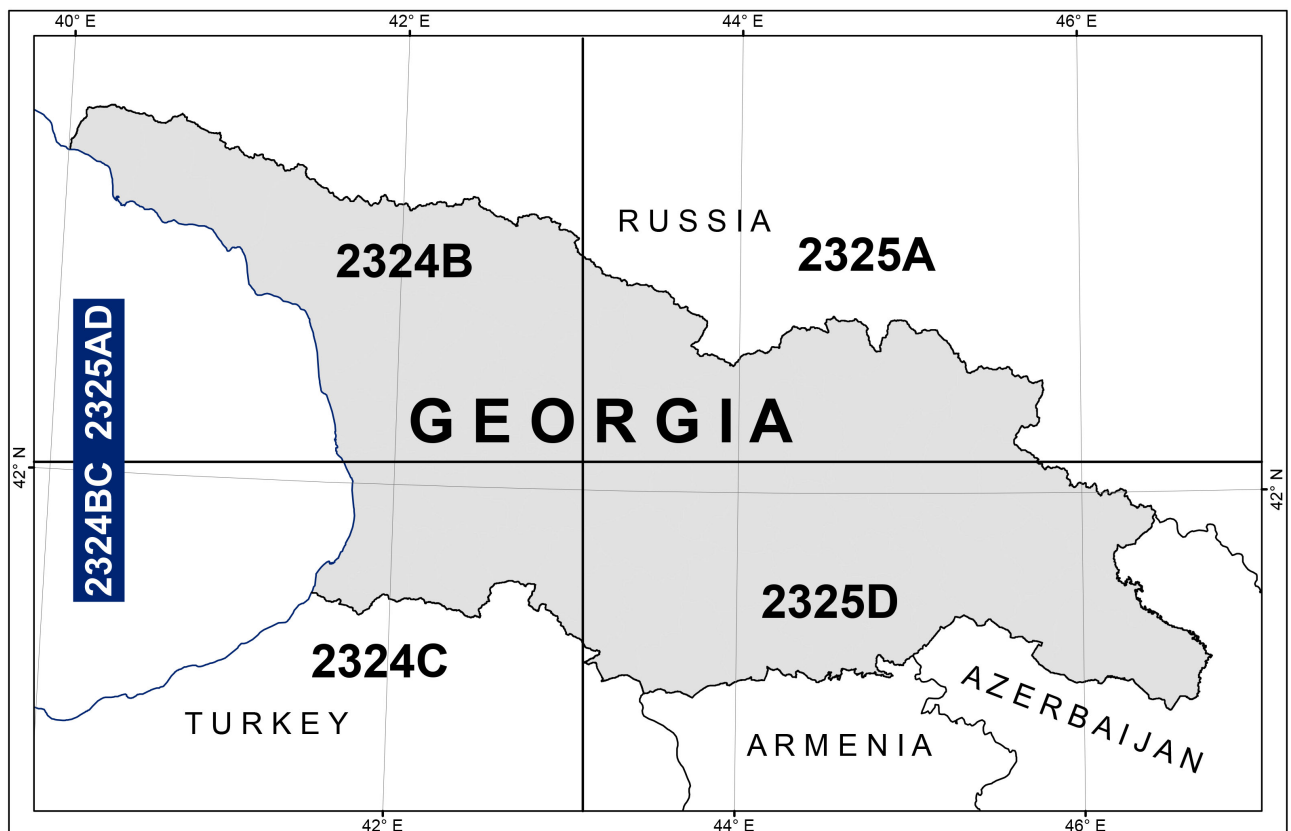 40° E
42° E
44° E
46° E
RUSSIA
2324B
2325A
2324BC 2325AD
GEORGIA
42° N
42° N
2325D
2324C
AZERBAIJAN
TURKEY
ARMENIA
42° E
44° E
46° E